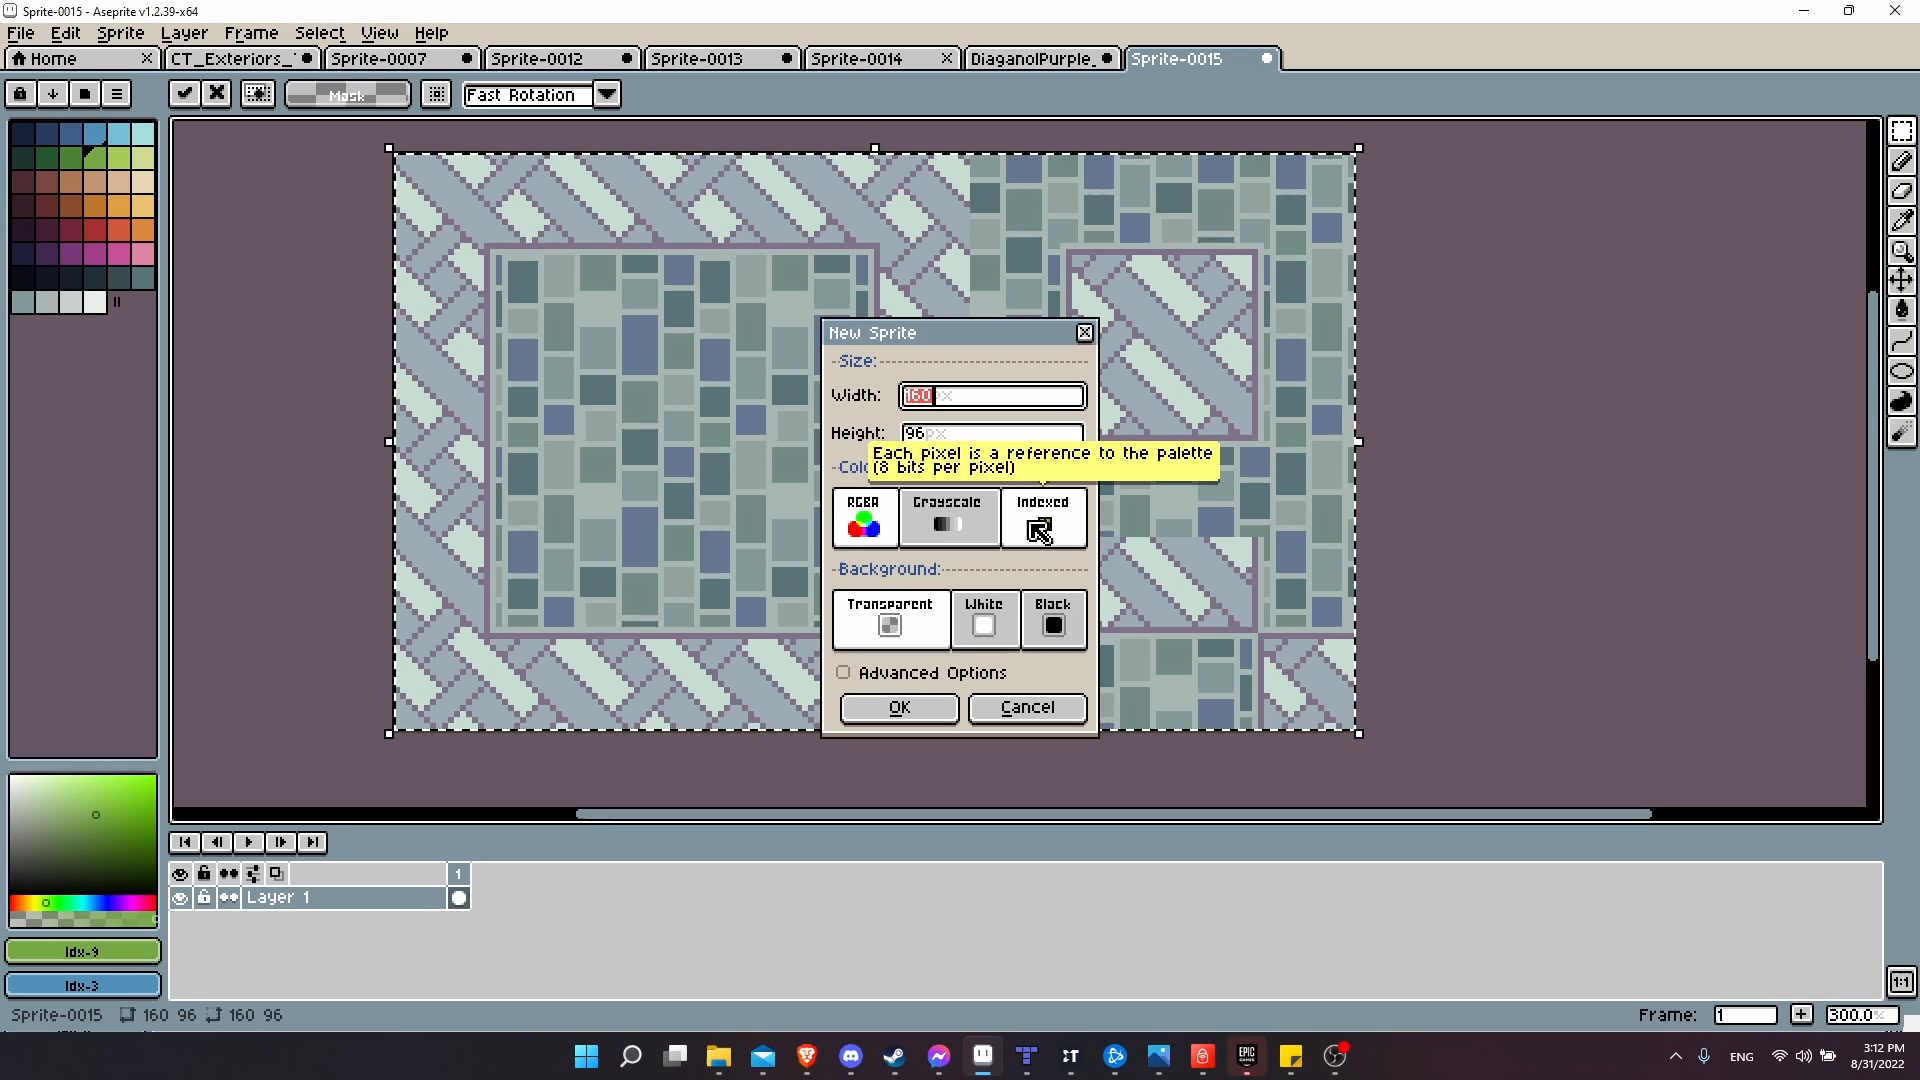 Sprite-0015 - Aseprite v1.2.39-x64
File Edit Sprite Layer Frame Select View Help
Home CT_Exteriors_ Sprite-0007 Sprite-0012 Sprite-0013 Sprite-0014 DiaganolPurple_ Sprite-0015
Mask Fast Rotation
New Sprite
Size:
Width: 160px
Height: 96px
Each pixel is a reference to the palette
(8 bits per pixel)
RGBA Grayscale Indexed
Background:
Transparent White Black
Advanced Options
OK Cancel
1
Layer 1
Idx-9
Idx-3
1:1
Sprite-0015 160 96 160 96 Frame: 1 + 300.0%
ENG 3:12 PM
8/31/2022